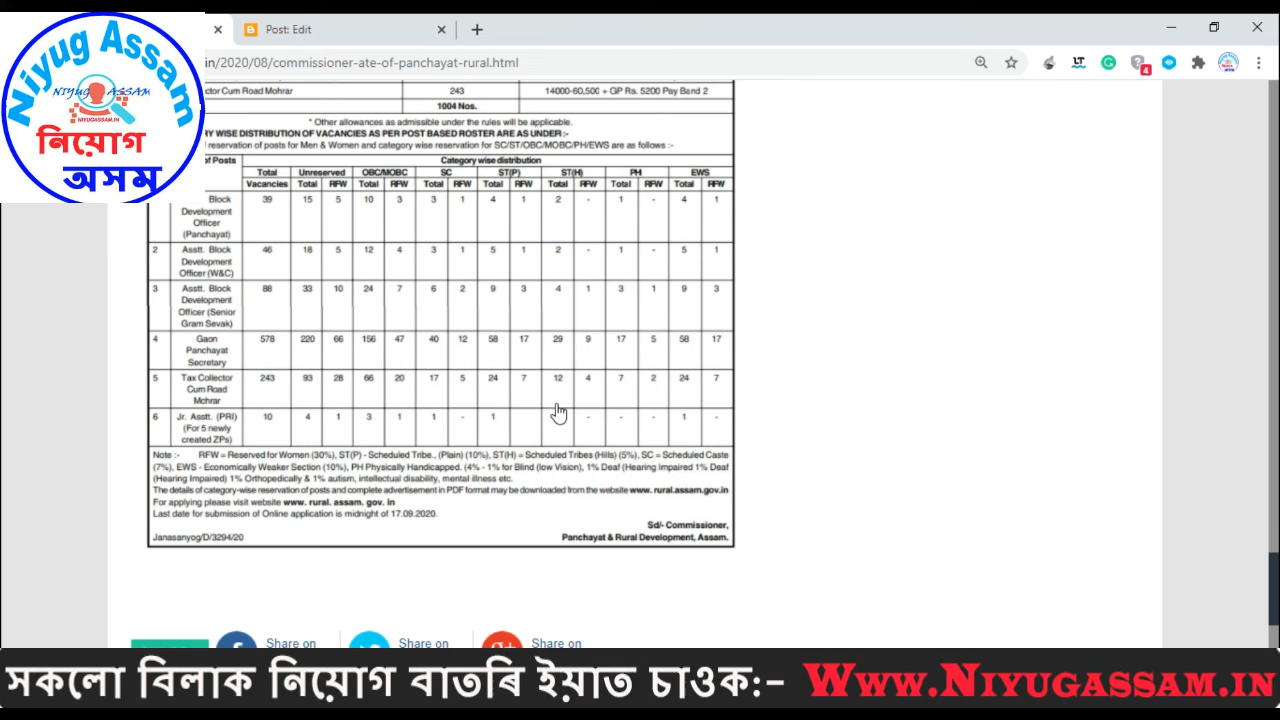 Post: Edit
in/2020/08/commissioner-ate-of-panchayat-rural.html
4
Niyug Assam
NIYUG ASSAM
NIYUGASSAM.IN
নিয়োগ
অসম
ctor Cum Road Mohrar 243 14000-60,500 + GP Rs. 5200 Pay Band 2
1004 Nos.
* Other allowances as admissible under the rules will be applicable.
RY WISE DISTRIBUTION OF VACANCIES AS PER POST BASED ROSTER ARE AS UNDER:-
l reservation of posts for Men & Women and category wise reservation for SC/ST/OBC/MOBC/PH/EWS are as follows :-
of Posts Category wise distribution
Total Unreserved OBC/MOBC SC ST(P) ST(H) PH EWS
Vacancies Total RFW Total RFW Total RFW Total RFW Total RFW Total RFW Total RFW
Block 39 15 5 10 3 3 1 4 1 2 - 1 - 4 1
Development
Officer
(Panchayat)
2 Asstt. Block 46 18 5 12 4 3 1 5 1 2 - 1 - 5 1
Development
Officer (W&C)
3 Asstt. Block 88 33 10 24 7 6 2 9 3 4 1 3 1 9 3
Development
Officer (Senior
Gram Sevak)
4 Gaon 578 220 66 156 47 40 12 58 17 29 9 17 5 58 17
Panchayat
Secretary
5 Tax Collector 243 93 28 66 20 17 5 24 7 12 4 7 2 24 7
Cum Road
Mohrar
6 Jr. Asstt. (PRI) 10 4 1 3 1 1 - 1 - - - 1 -
(For 5 newly
created ZPs)
Note :- RFW = Reserved for Women (30%), ST(P) - Scheduled Tribe., (Plain) (10%), ST(H) = Scheduled Tribes (Hills) (5%), SC = Scheduled Caste
(7%), EWS - Economically Weaker Section (10%), PH Physically Handicapped. (4% - 1% for Blind (low Vision), 1% Deaf (Hearing Impaired 1% Deaf
(Hearing Impaired) 1% Orthopedically & 1% autism, intellectual disability, mental illness etc.
The details of category-wise reservation of posts and complete advertisement in PDF format may be downloaded from the website www. rural.assam.gov.in
For applying please visit website www. rural. assam. gov. in
Last date for submission of Online application is midnight of 17.09.2020.
Sd/- Commissioner,
Janasanyog/D/3294/20 Panchayat & Rural Development, Assam.
Share on Share on Share on
সকলো বিলাক নিয়োগ বাতৰি ইয়াত চাওক:- WWW.NIYUGASSAM.IN